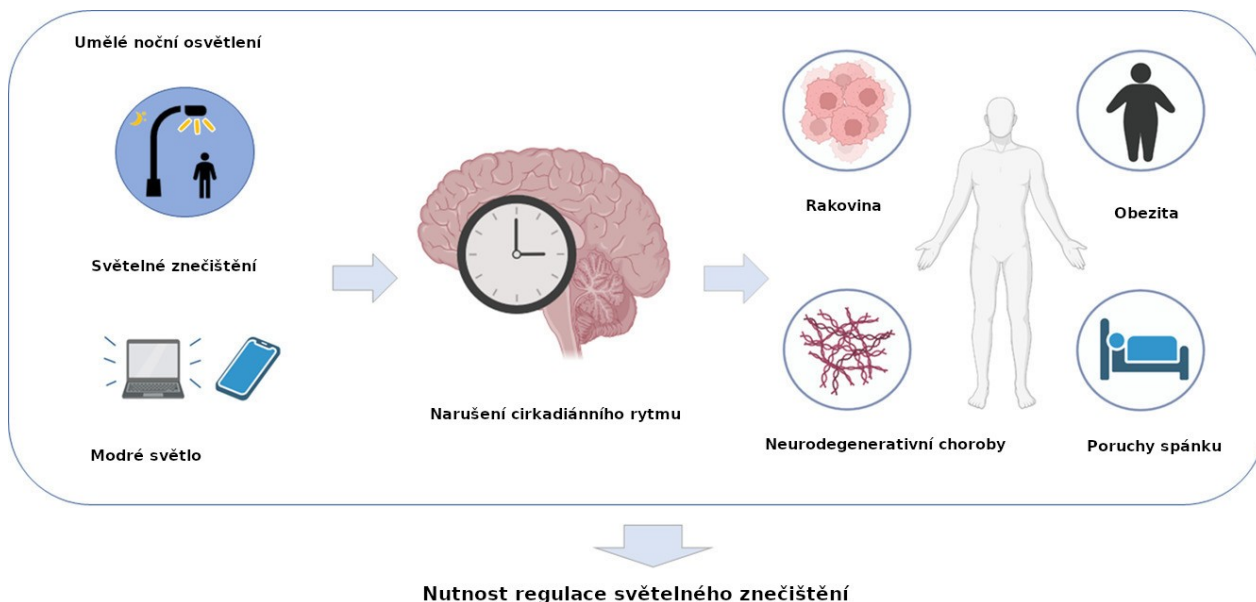 Umělé noční osvětlení
Světelné znečištění
Modré světlo
Narušení cirkadiánního rytmu
Rakovina
Obezita
Neurodegenerativní choroby
Poruchy spánku
Nutnost regulace světelného znečištění